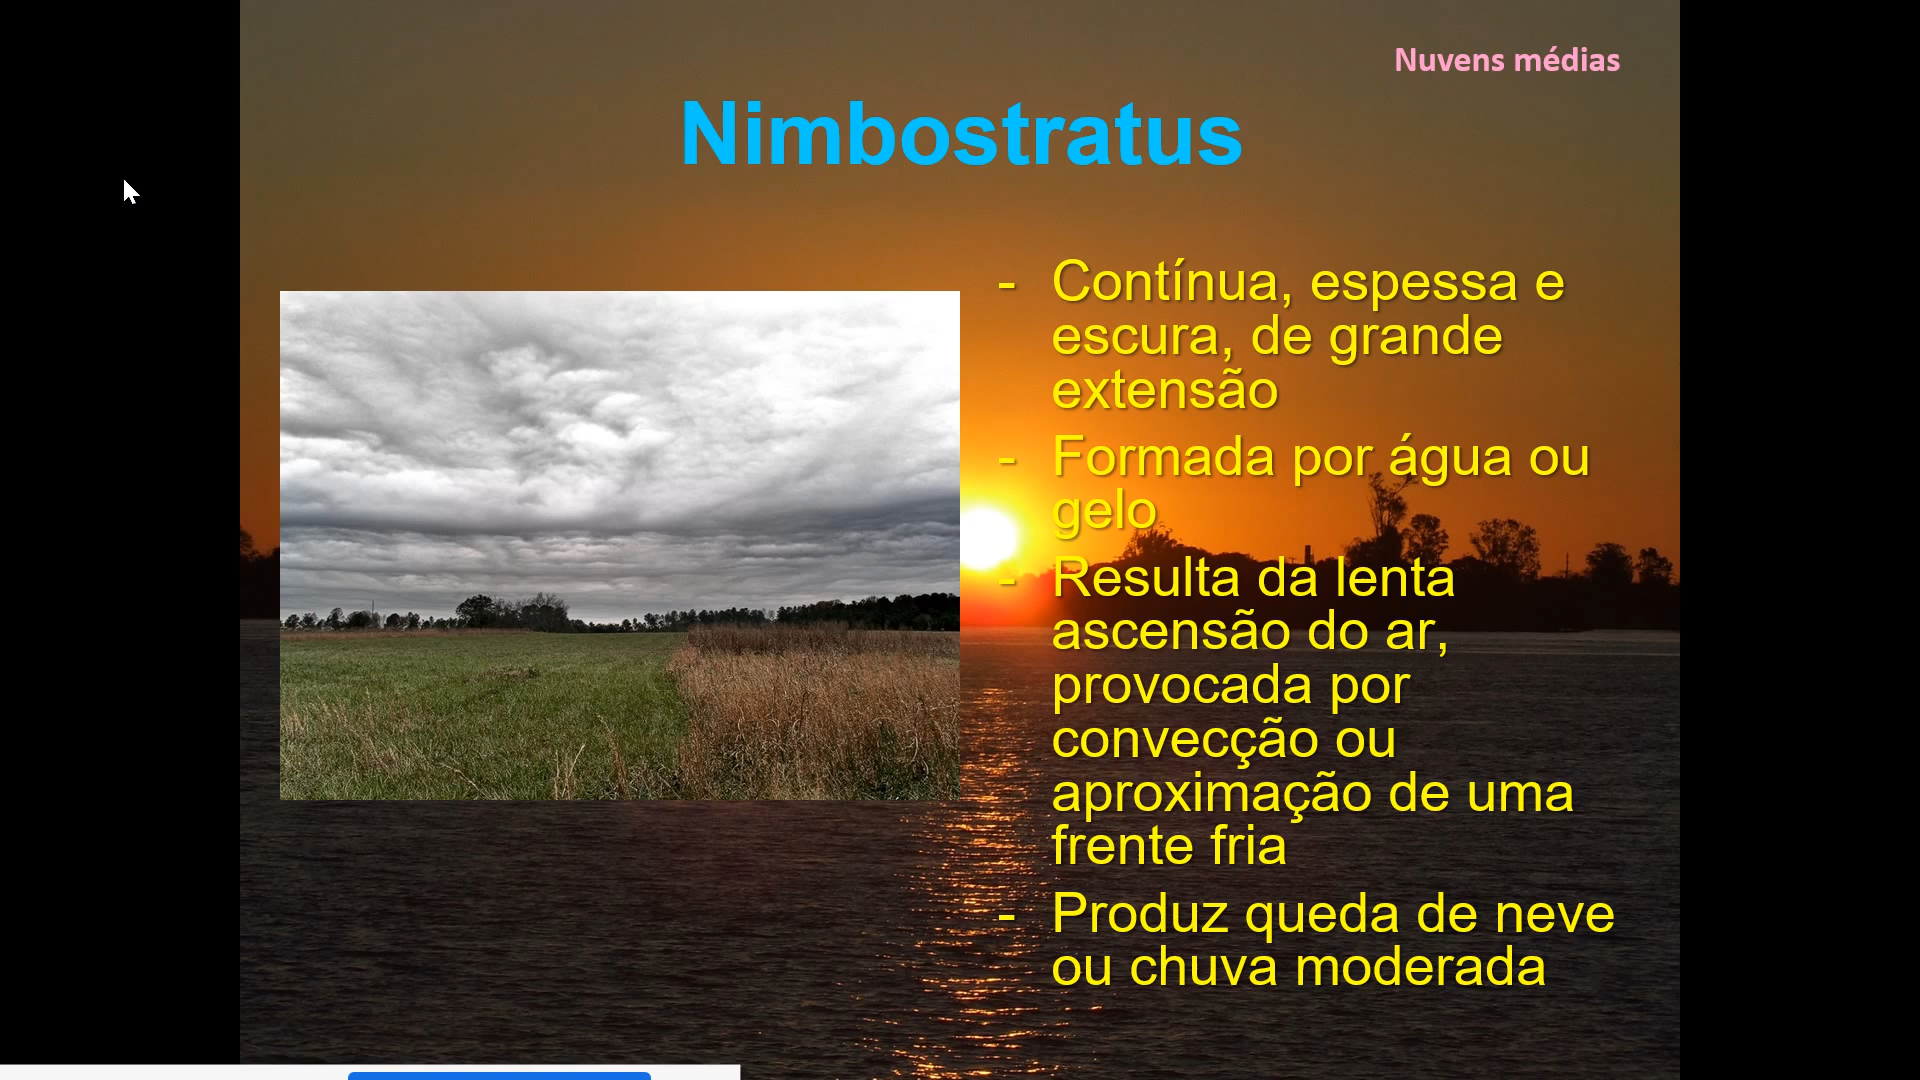 Nuvens médias
Nimbostratus
- Contínua, espessa e
escura, de grande
extensão
- Formada por água ou
gelo
- Resulta da lenta
ascensão do ar,
provocada por
convecção ou
aproximação de uma
frente fria
- Produz queda de neve
ou chuva moderada